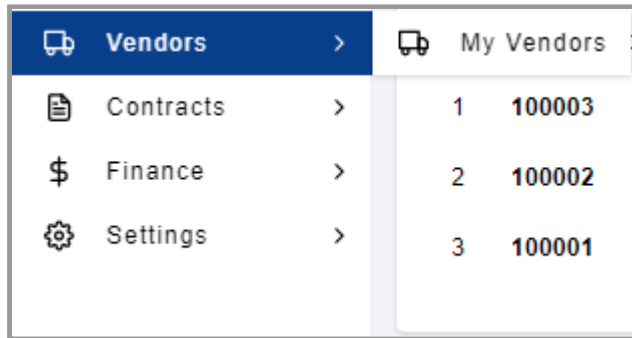 Vendors
My Vendors
Contracts
Finance
Settings
1 100003
2 100002
3 100001